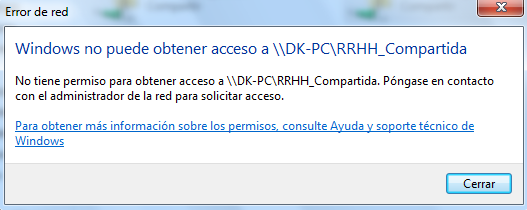 Error de red
Windows no puede obtener acceso a \\DK-PC\RRHH_Compartida
No tiene permiso para obtener acceso a \\DK-PC\RRHH_Compartida. Póngase en contacto
con el administrador de la red para solicitar acceso.
Para obtener más información sobre los permisos, consulte Ayuda y soporte técnico de
Windows
Cerrar